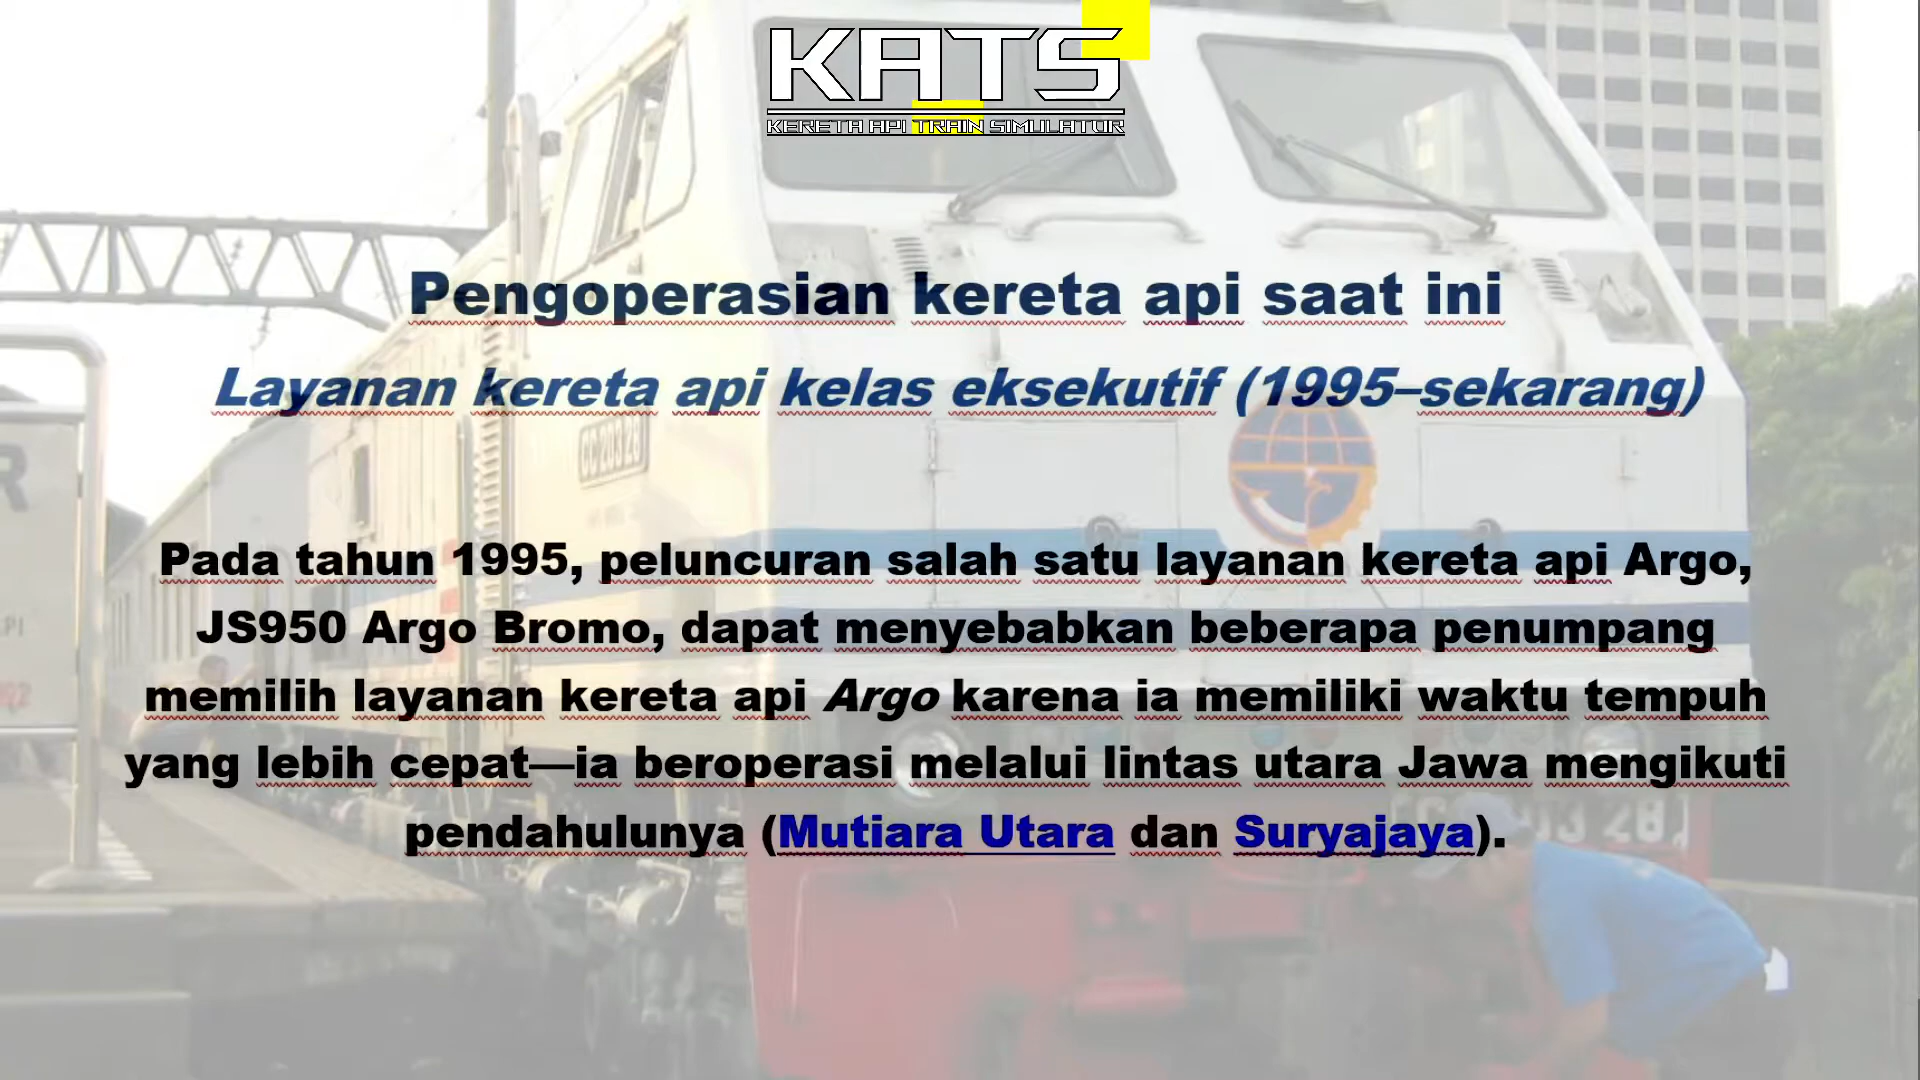 KATS
KERETA API TRAIN SIMULATOR
Pengoperasian kereta api saat ini
Layanan kereta api kelas eksekutif (1995–sekarang)
CC 203 28
Pada tahun 1995, peluncuran salah satu layanan kereta api Argo,
JS950 Argo Bromo, dapat menyebabkan beberapa penumpang
memilih layanan kereta api Argo karena ia memiliki waktu tempuh
yang lebih cepat—ia beroperasi melalui lintas utara Jawa mengikuti
pendahulunya (Mutiara Utara dan Suryajaya).